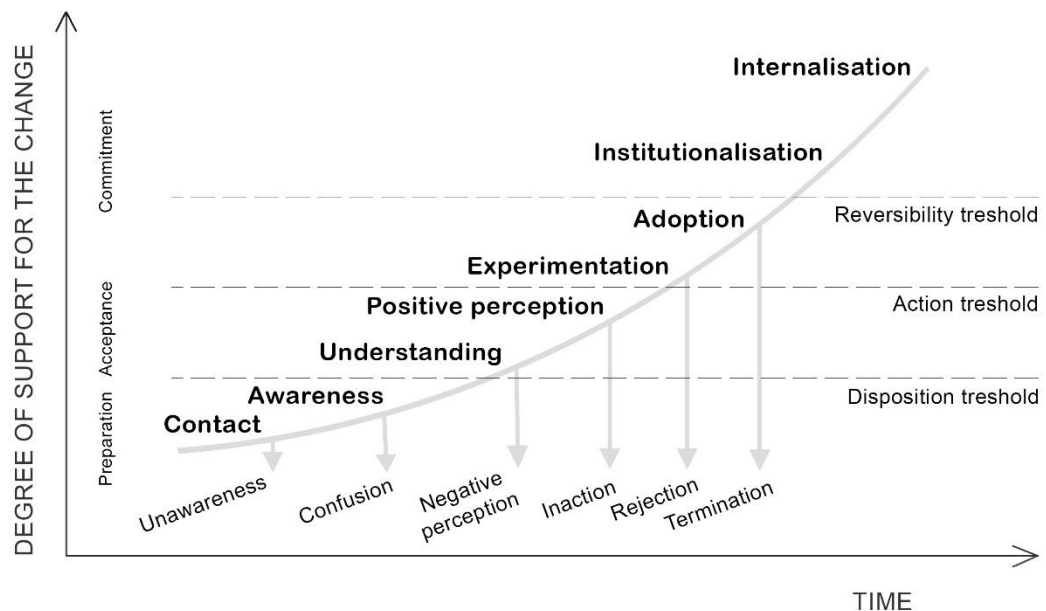 DEGREE OF SUPPORT FOR THE CHANGE
Commitment
Acceptance
Preparation
Internalisation
Institutionalisation
Reversibility treshold
Adoption
Experimentation
Action treshold
Positive perception
Understanding
Disposition treshold
Awareness
Contact
Unawareness
Confusion
Negative
perception
Inaction
Rejection
Termination
TIME